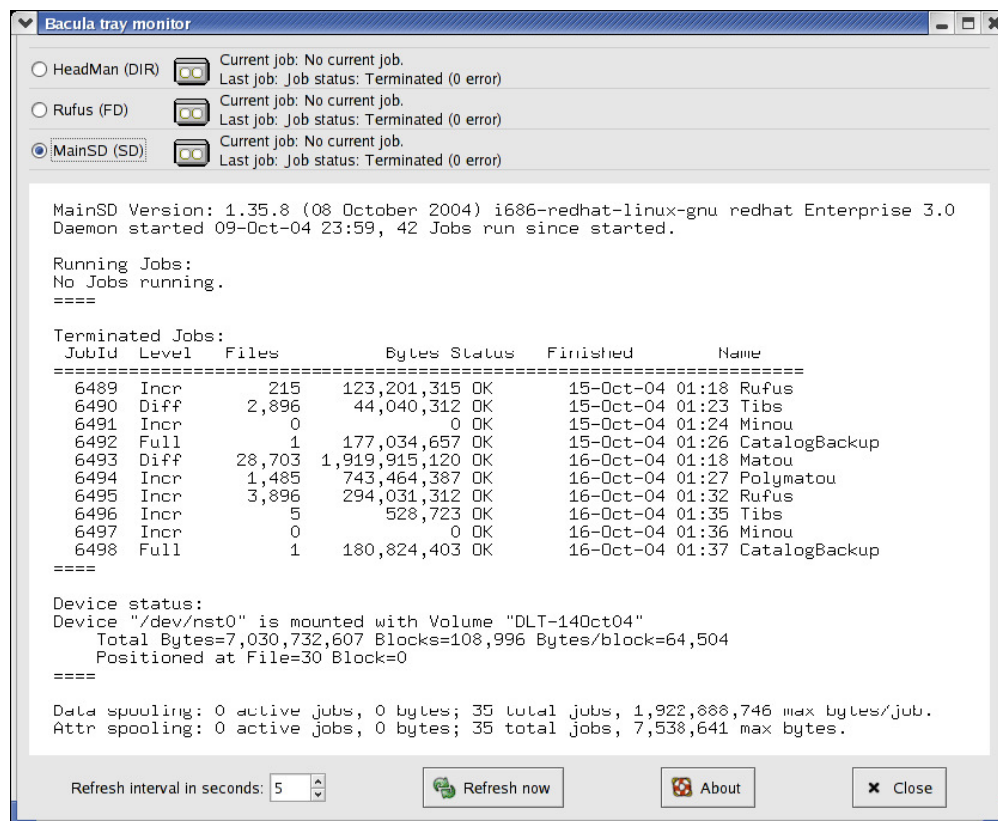 Bacula tray monitor
HeadMan (DIR) Current job: No current job.
Last job: Job status: Terminated (0 error)
Rufus (FD) Current job: No current job.
Last job: Job status: Terminated (0 error)
MainSD (SD) Current job: No current job.
Last job: Job status: Terminated (0 error)
MainSD Version: 1.35.8 (08 October 2004) i686-redhat-linux-gnu redhat Enterprise 3.0
Daemon started 09-Oct-04 23:59, 42 Jobs run since started.
Running Jobs:
No Jobs running.
====
Terminated Jobs:
JobId Level Files Bytes Status Finished Name
======================================================================
6489 Incr 215 123,201,315 OK 15-Oct-04 01:18 Rufus
6490 Diff 2,896 44,040,312 OK 15-Oct-04 01:23 Tibs
6491 Incr 0 0 OK 15-Oct-04 01:24 Minou
6492 Full 1 177,034,657 OK 15-Oct-04 01:26 CatalogBackup
6493 Diff 28,703 1,919,915,120 OK 16-Oct-04 01:18 Matou
6494 Incr 1,485 743,464,387 OK 16-Oct-04 01:27 Polymatou
6495 Incr 3,896 294,031,312 OK 16-Oct-04 01:32 Rufus
6496 Incr 5 528,723 OK 16-Oct-04 01:35 Tibs
6497 Incr 0 0 OK 16-Oct-04 01:36 Minou
6498 Full 1 180,824,403 OK 16-Oct-04 01:37 CatalogBackup
====
Device status:
Device "/dev/nst0" is mounted with Volume "DLT-14Oct04"
Total Bytes=7,030,732,607 Blocks=108,996 Bytes/block=64,504
Positioned at File=30 Block=0
====
Data spooling: 0 active jobs, 0 bytes; 35 total jobs, 1,922,888,746 max bytes/job.
Attr spooling: 0 active jobs, 0 bytes; 35 total jobs, 7,538,641 max bytes.
Refresh interval in seconds: 5 Refresh now About Close